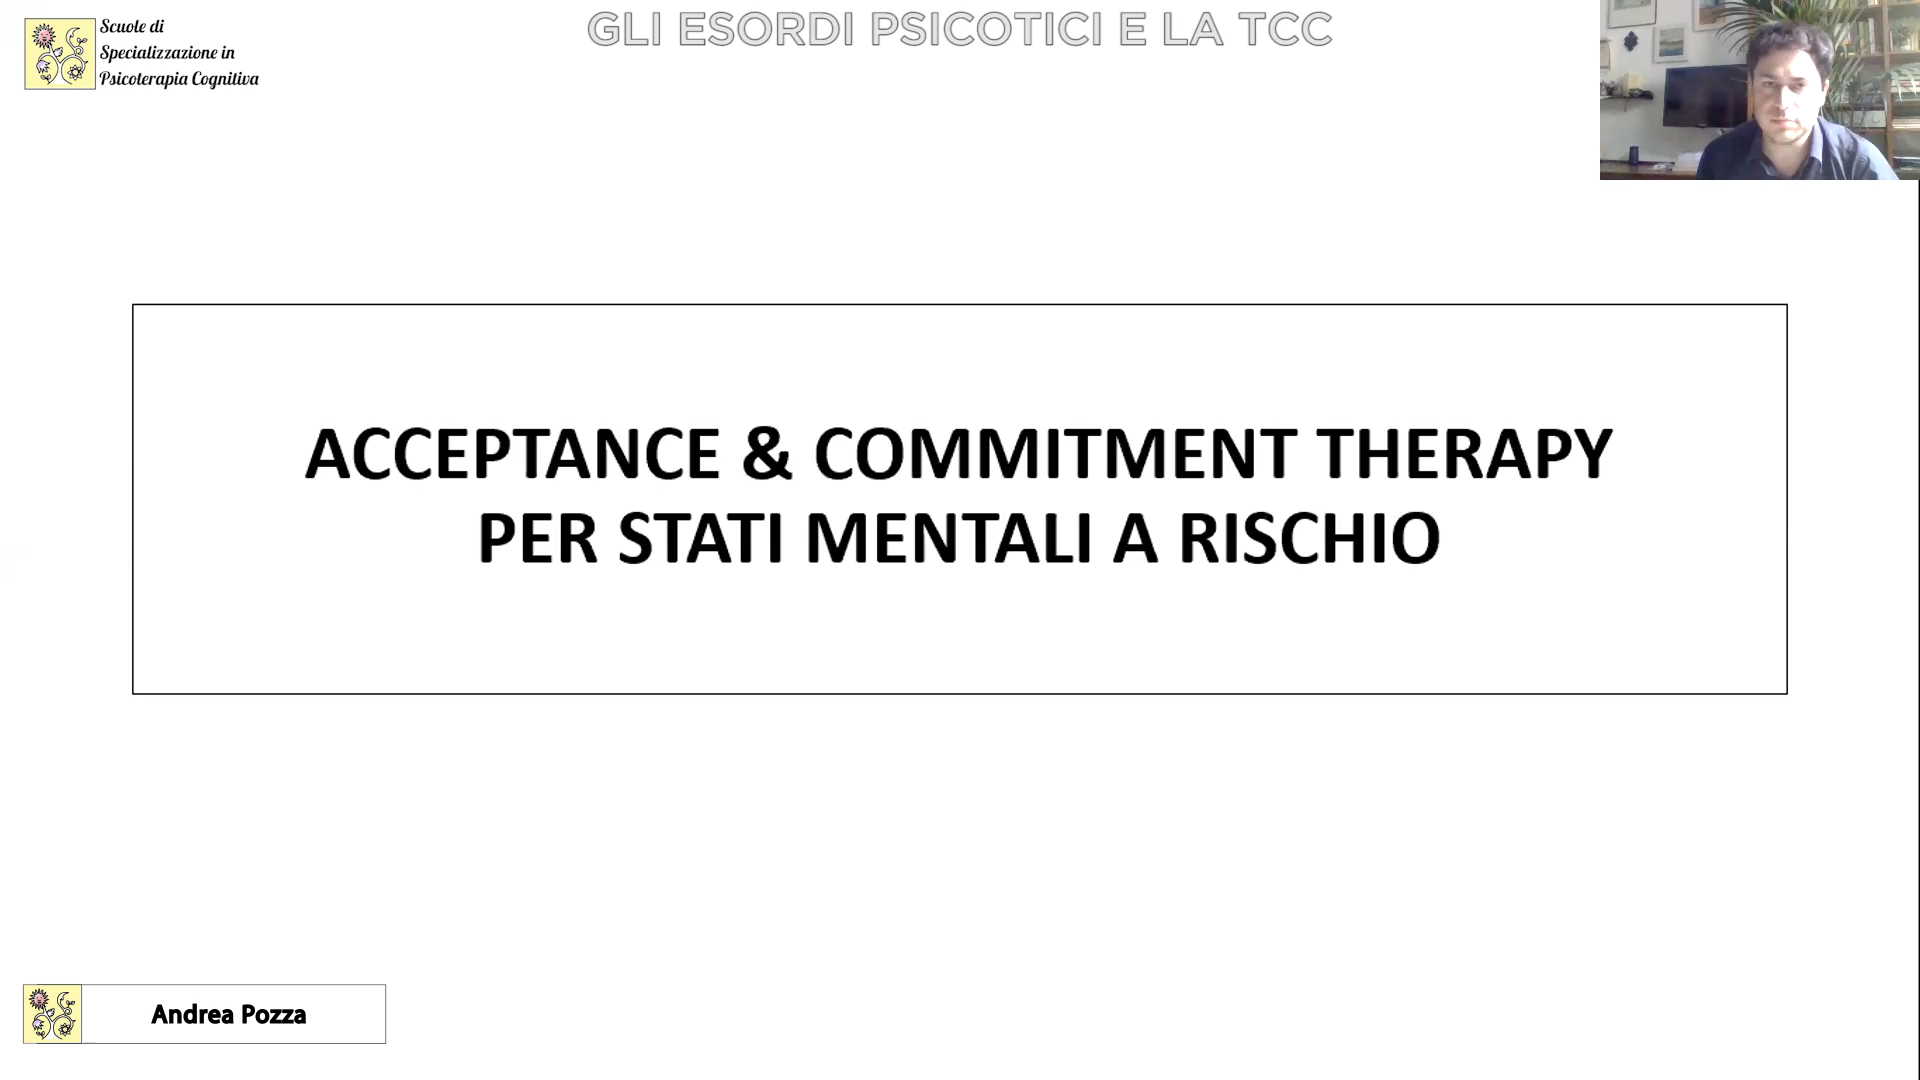 Scuole di
Specializzazione in
Psicoterapia Cognitiva
GLI ESORDI PSICOTICI E LA TCC
ACCEPTANCE & COMMITMENT THERAPY
PER STATI MENTALI A RISCHIO
Andrea Pozza